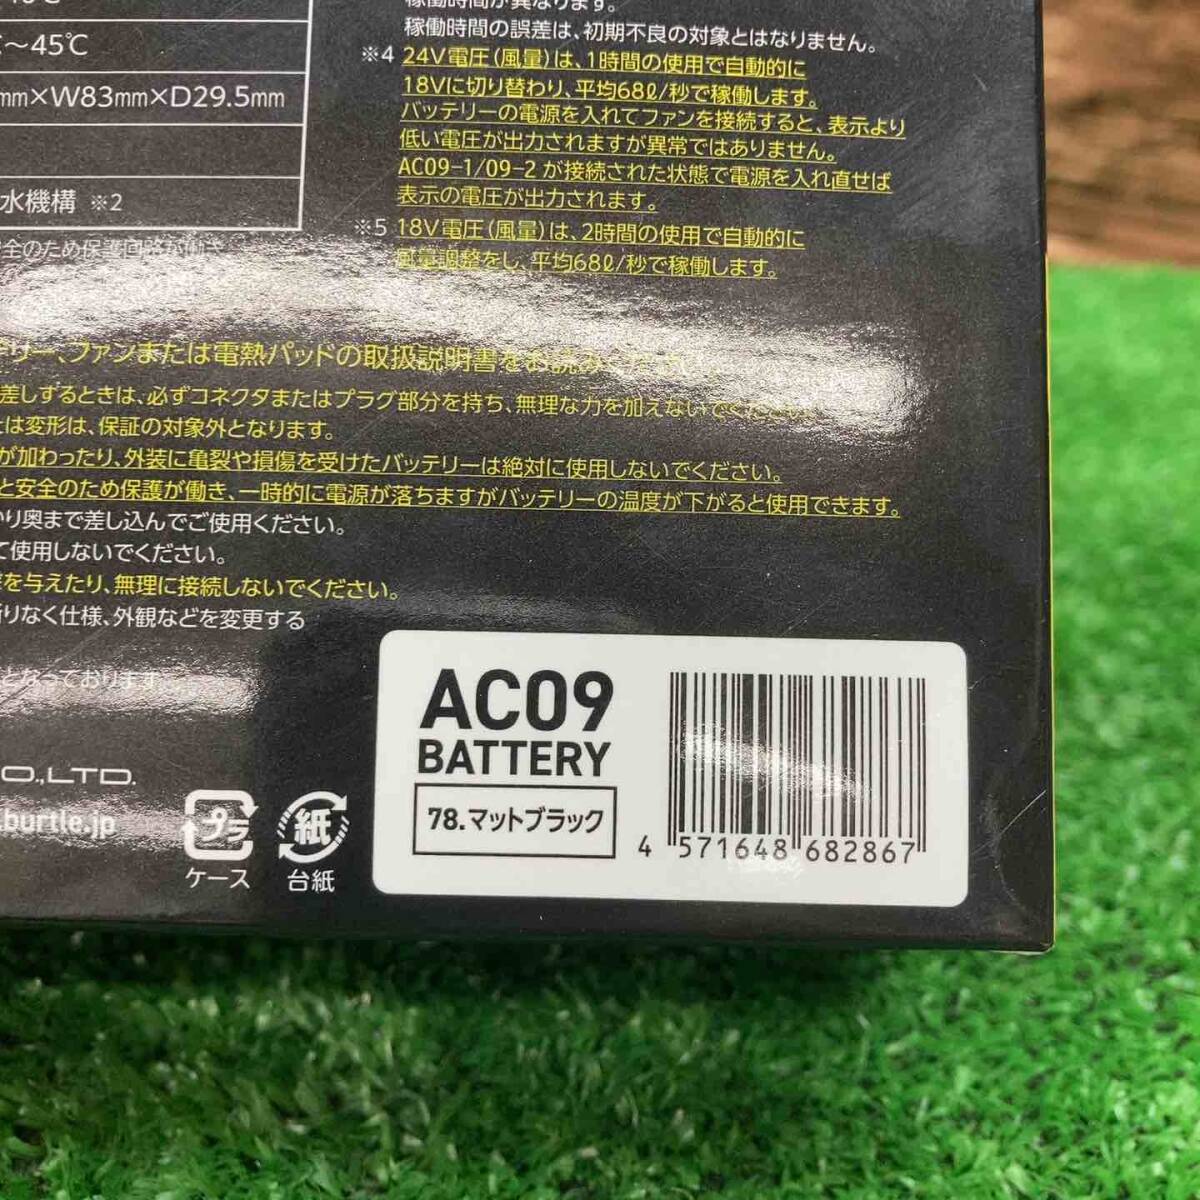 稼働時間が異なります。
稼働時間の誤差は、初期不良の対象とはなりません。
～45℃
mm×W83mm×D29.5mm
水機構 ※2
全のため保護回路が働き
※4 24V電圧(風量)は、1時間の使用で自動的に
18Vに切り替わり、平均68ℓ/秒で稼働します。
バッテリーの電源を入れてファンを接続すると、表示より
低い電圧が出力されますが異常ではありません。
AC09-1/09-2 が接続された状態で電源を入れ直せば
表示の電圧が出力されます。
※5 18V電圧(風量)は、2時間の使用で自動的に
風量調整をし、平均68ℓ/秒で稼働します。
テリー、ファンまたは電熱パッドの取扱説明書をお読みください
差しするときは、必ずコネクタまたはプラグ部分を持ち、無理な力を加えないでください。
は変形は、保証の対象外となります。
が加わったり、外装に亀裂や損傷を受けたバッテリーは絶対に使用しないでください。
と安全のため保護が働き、一時的に電源が落ちますがバッテリーの温度が下がると使用できます。
かり奥まで差し込んでご使用ください。
て使用しないでください。
を与えたり、無理に接続しないでください。
りなく仕様、外観などを変更する
となっております。
O.,LTD.
.burtle.jp
プラ
ケース
紙
台紙
AC09
BATTERY
78.マットブラック
4 571648 682867